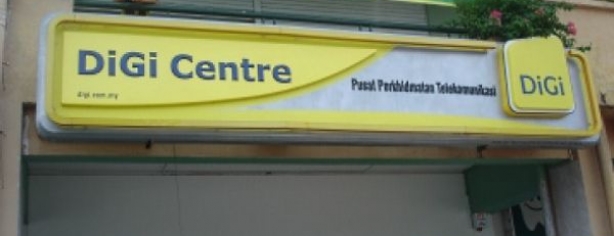 DiGi Centre
digi.com.my
Pusat Perkhidmatan Telekomunikasi
DiGi